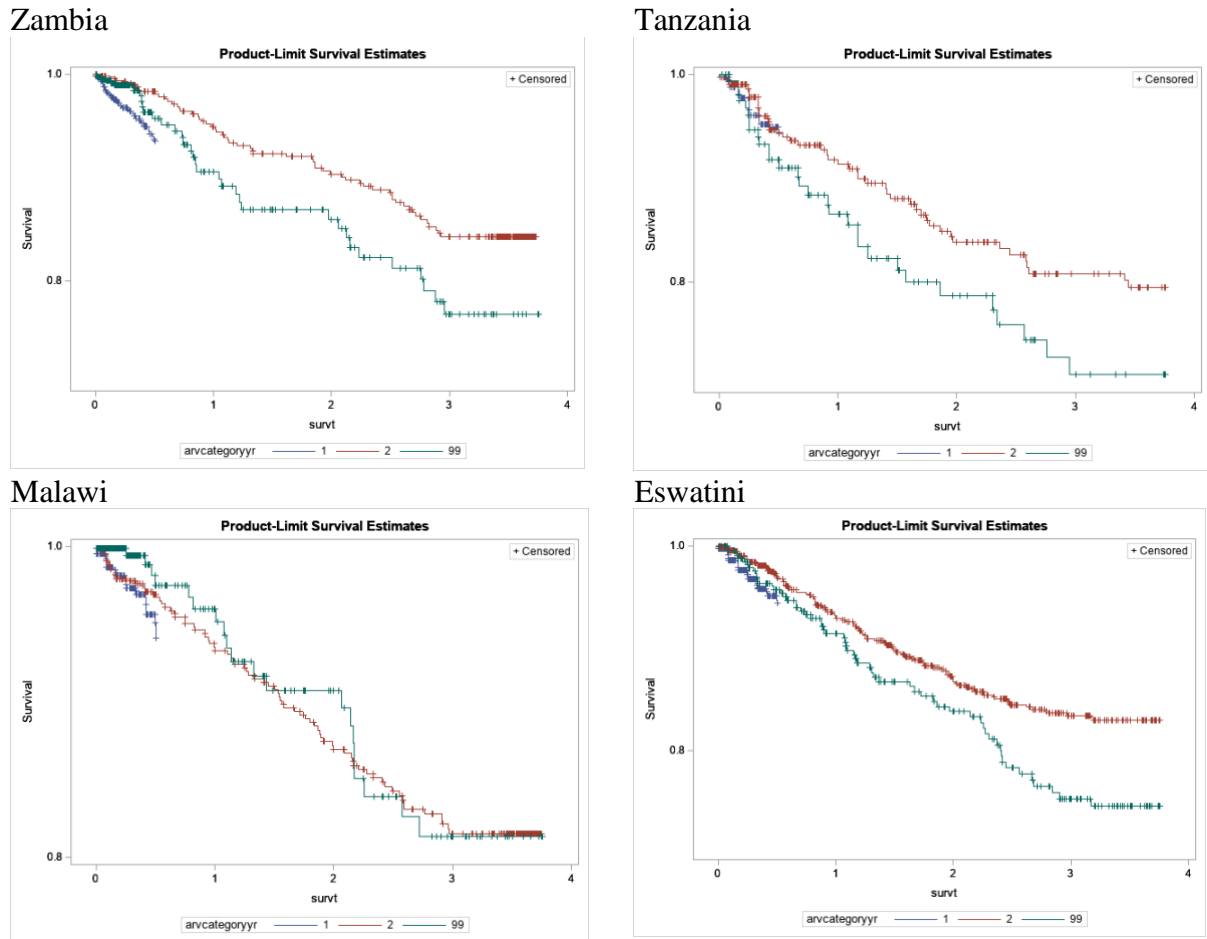 Zambia
Product-Limit Survival Estimates
+ Censored
1.0
0.8
Survival
0 1 2 3 4
survt
arvcategoryyr 1 2 99
Tanzania
Product-Limit Survival Estimates
+ Censored
1.0
0.8
Survival
0 1 2 3 4
survt
arvcategoryyr 1 2 99
Malawi
Product-Limit Survival Estimates
+ Censored
1.0
0.8
Survival
0 1 2 3 4
survt
arvcategoryyr 1 2 99
Eswatini
Product-Limit Survival Estimates
+ Censored
1.0
0.8
Survival
0 1 2 3 4
survt
arvcategoryyr 1 2 99